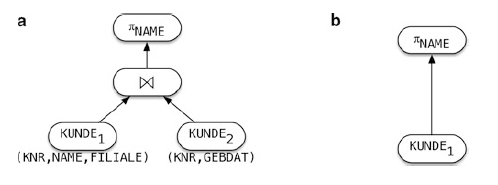 a
b
πNAME
πNAME
⋈
KUNDE1
KUNDE2
KUNDE1
(KNR,NAME,FILIALE)
(KNR,GEBDAT)